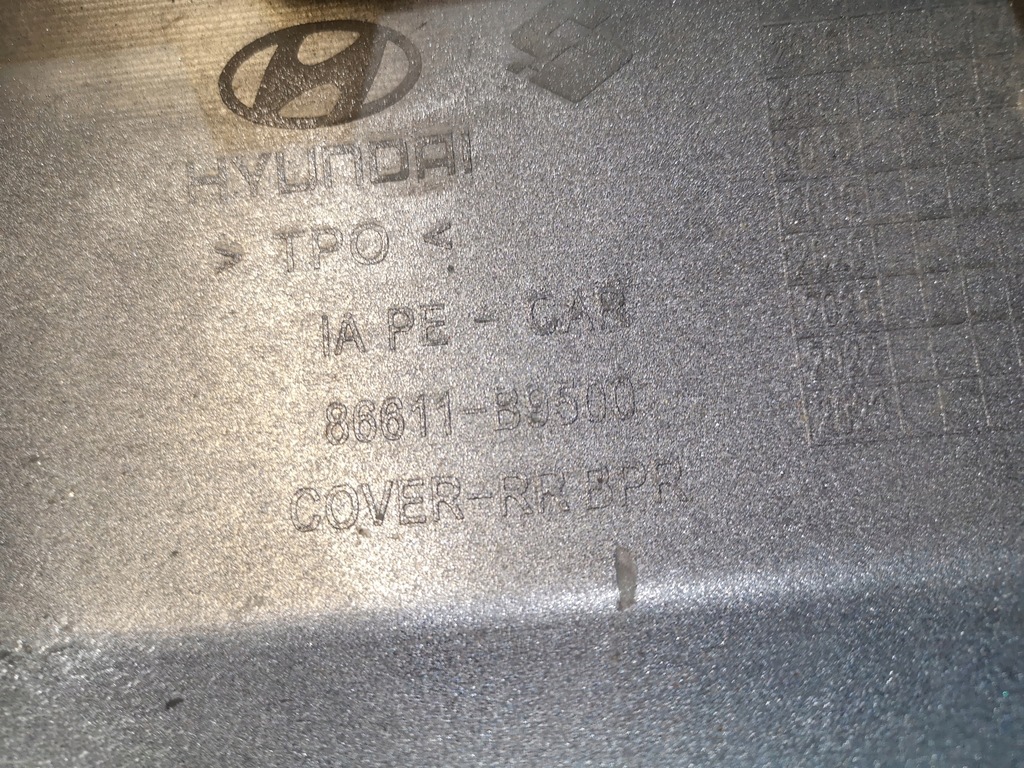 HYUNDAI
> TPO <
IA PE - CAR
86611-B9500
COVER-RR BPR